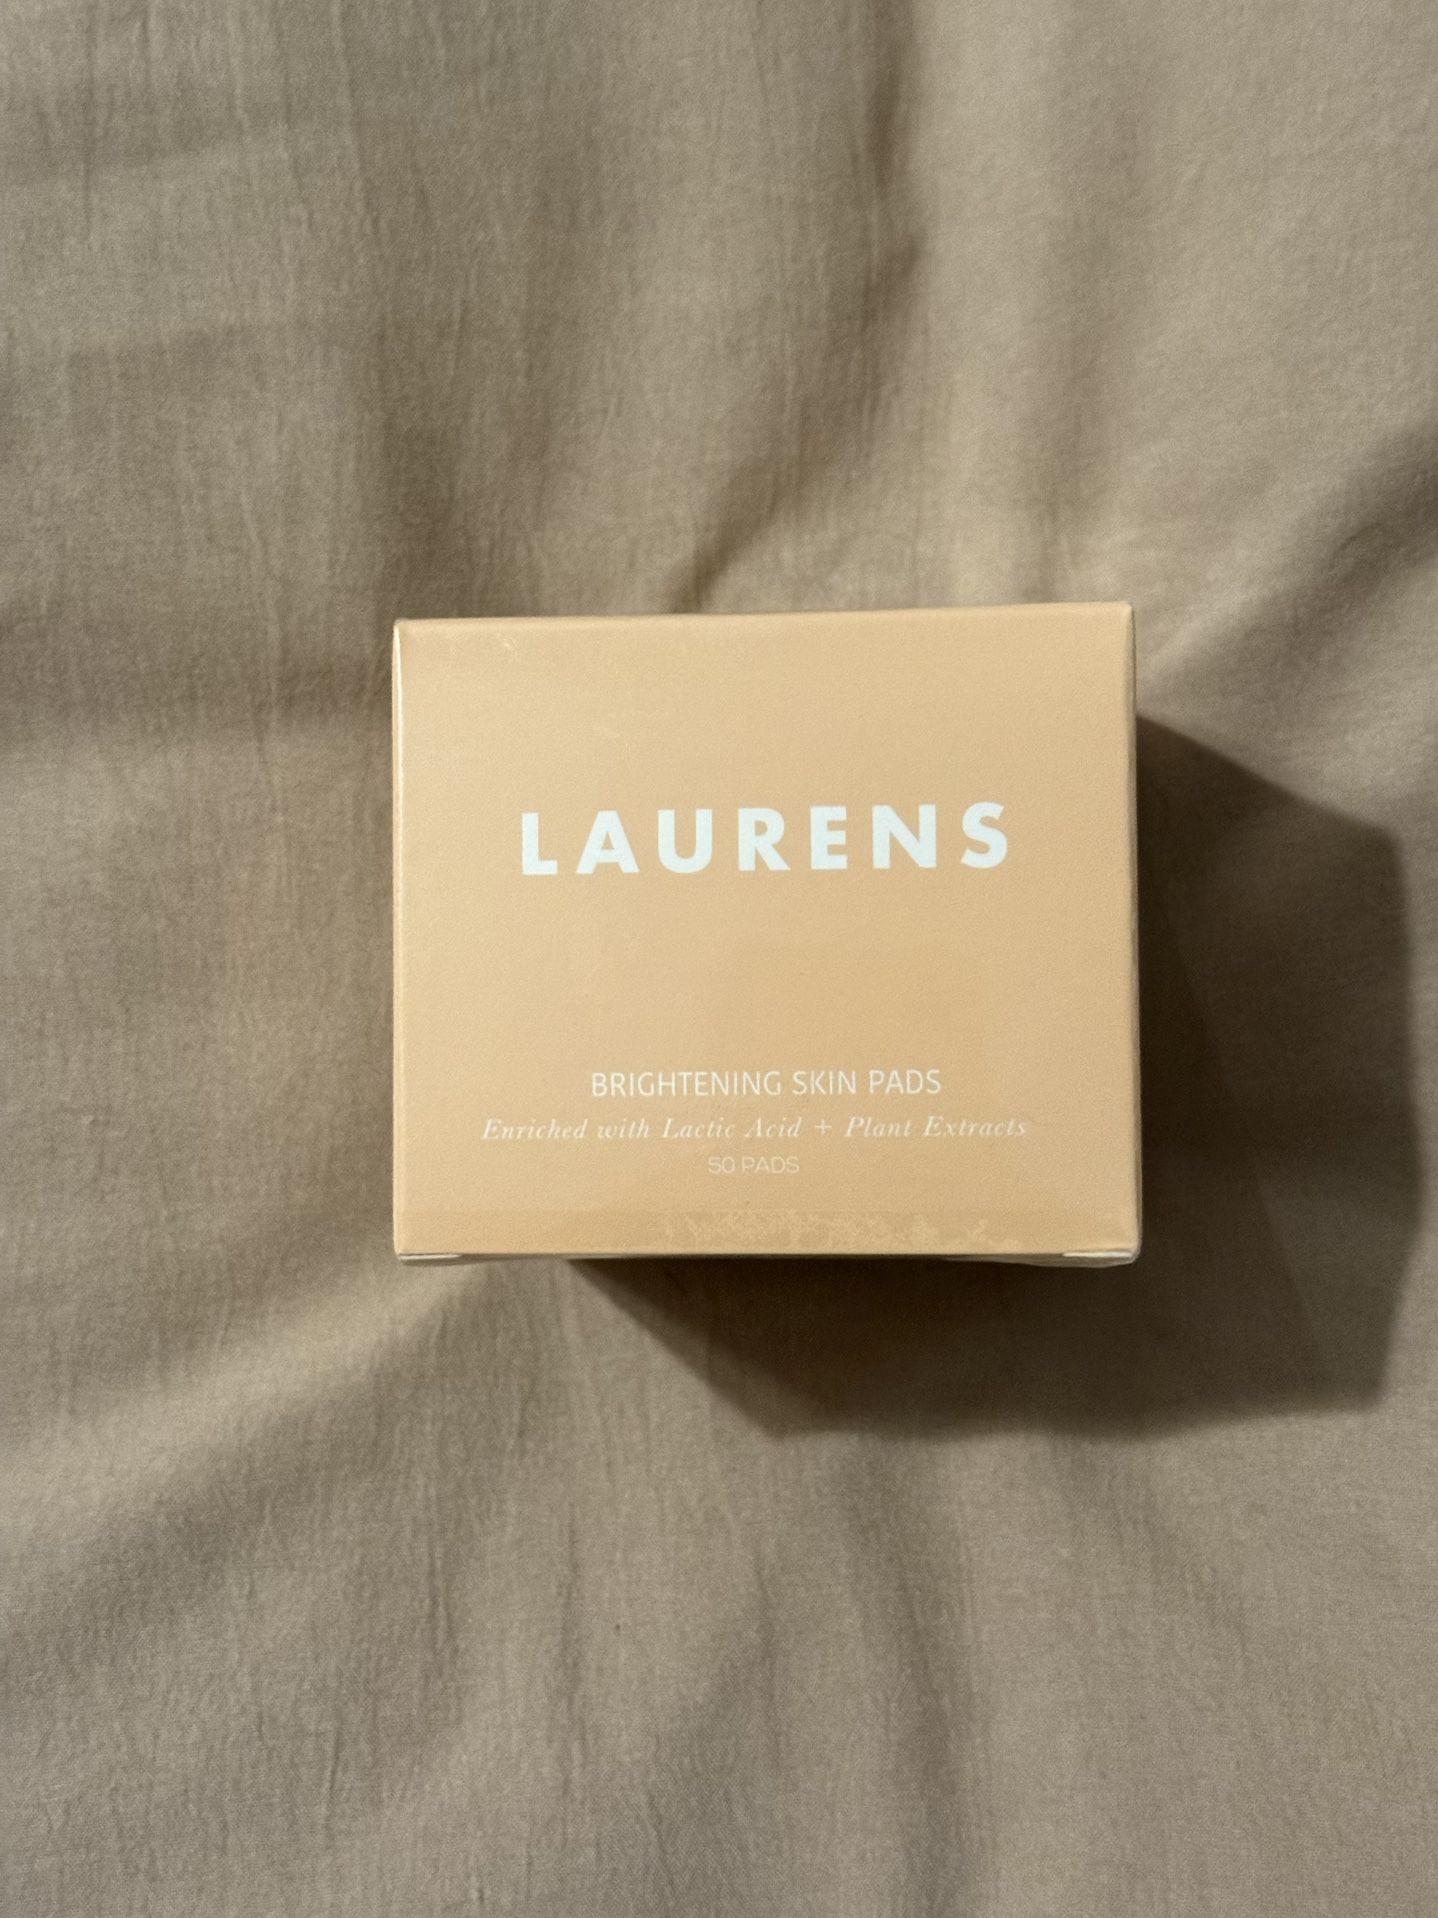 LAURENS
BRIGHTENING SKIN PADS
Enriched with Lactic Acid + Plant Extracts
50 PADS